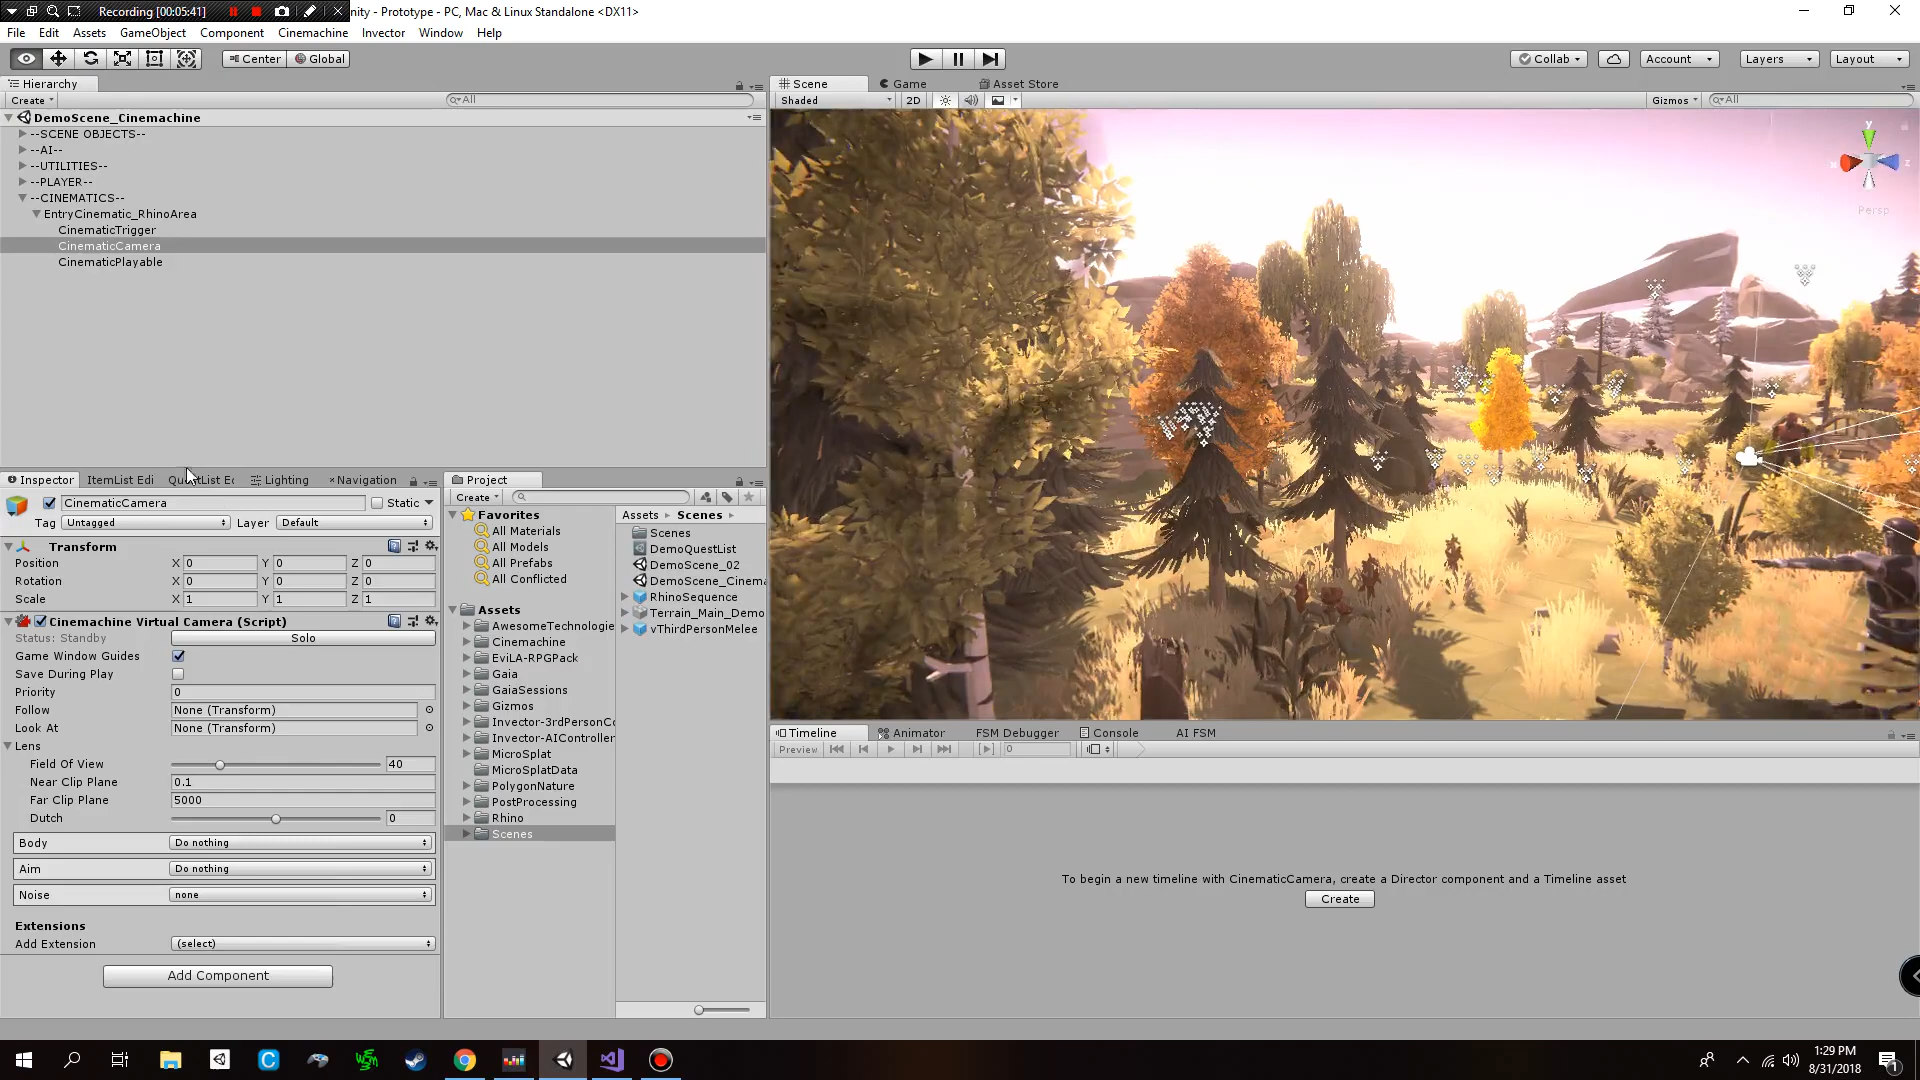 Recording [00:05:41]
nity - Prototype - PC, Mac & Linux Standalone <DX11>
File Edit Assets GameObject Component Cinemachine Invector Window Help
Center Global
Collab Account Layers Layout
Hierarchy
Create All
DemoScene_Cinemachine
--SCENE OBJECTS--
--AI--
--UTILITIES--
--PLAYER--
--CINEMATICS--
EntryCinematic_RhinoArea
CinematicTrigger
CinematicCamera
CinematicPlayable
Scene Game Asset Store
Shaded 2D Gizmos All
y
x z
Persp
Inspector ItemList Edi QuestList Ec Lighting Navigation
CinematicCamera Static
Tag Untagged Layer Default
Transform
Position X 0 Y 0 Z 0
Rotation X 0 Y 0 Z 0
Scale X 1 Y 1 Z 1
Cinemachine Virtual Camera (Script)
Status: Standby Solo
Game Window Guides
Save During Play
Priority 0
Follow None (Transform)
Look At None (Transform)
Lens
Field Of View 40
Near Clip Plane 0.1
Far Clip Plane 5000
Dutch 0
Body Do nothing
Aim Do nothing
Noise none
Extensions
Add Extension (select)
Add Component
Project
Create
Favorites
All Materials
All Models
All Prefabs
All Conflicted
Assets
AwesomeTechnologie
Cinemachine
EviLA-RPGPack
Gaia
GaiaSessions
Gizmos
Invector-3rdPersonCo
Invector-AIController
MicroSplat
MicroSplatData
PolygonNature
PostProcessing
Rhino
Scenes
Assets Scenes
Scenes
DemoQuestList
DemoScene_02
DemoScene_Cinema
RhinoSequence
Terrain_Main_Demo
vThirdPersonMelee
Timeline Animator FSM Debugger Console AI FSM
Preview 0
To begin a new timeline with CinematicCamera, create a Director component and a Timeline asset
Create
1:29 PM
8/31/2018
1